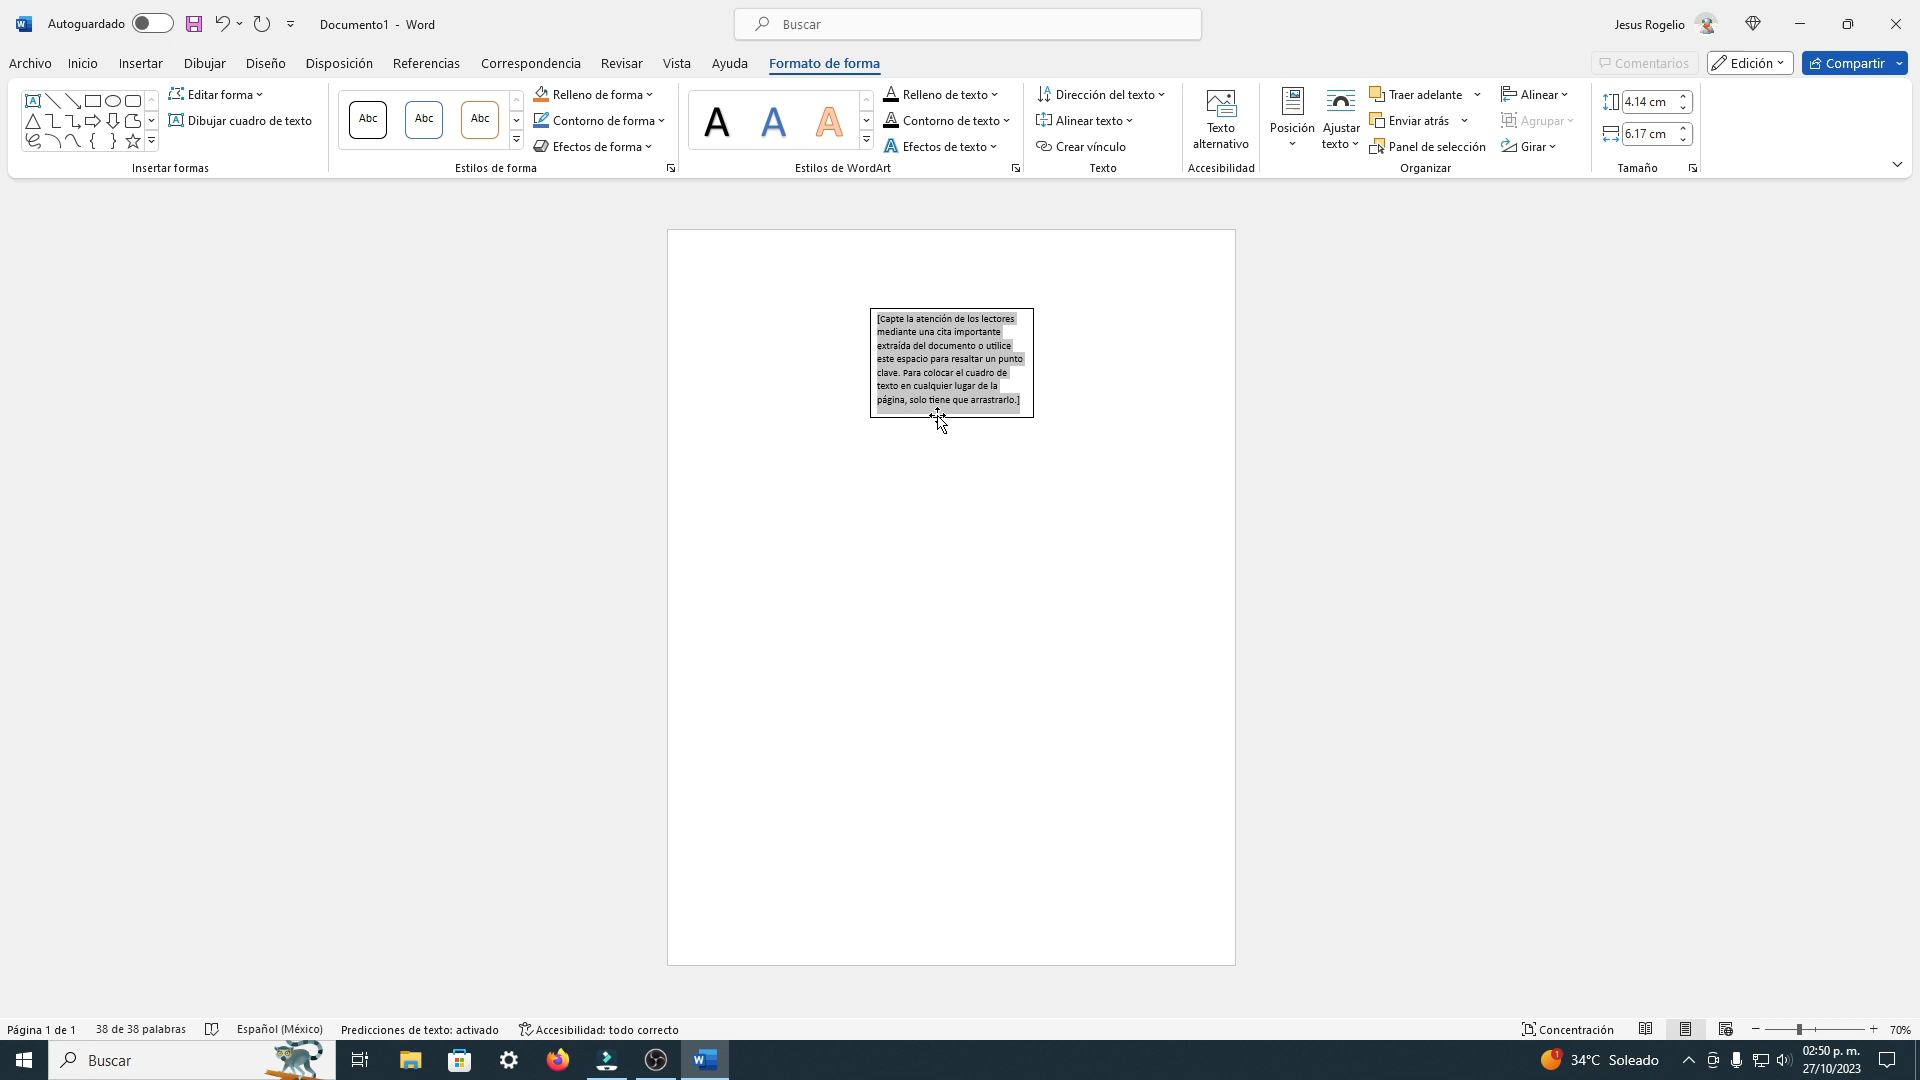 Autoguardado
Documento1 - Word
Buscar
Jesus Rogelio
Archivo Inicio Insertar Dibujar Diseño Disposición Referencias Correspondencia Revisar Vista Ayuda Formato de forma
Comentarios Edición Compartir
Editar forma
Dibujar cuadro de texto
Insertar formas
Abc Abc Abc
Relleno de forma
Contorno de forma
Efectos de forma
Estilos de forma
A A A
Relleno de texto
Contorno de texto
Efectos de texto
Estilos de WordArt
Dirección del texto
Alinear texto
Crear vínculo
Texto
Texto
alternativo
Accesibilidad
Posición
Ajustar
texto
Traer adelante
Enviar atrás
Panel de selección
Alinear
Agrupar
Girar
Organizar
4.14 cm
6.17 cm
Tamaño
[Capte la atención de los lectores
mediante una cita importante
extraída del documento o utilice
este espacio para resaltar un punto
clave. Para colocar el cuadro de
texto en cualquier lugar de la
página, solo tiene que arrastrarlo.]
Página 1 de 1 38 de 38 palabras Español (México) Predicciones de texto: activado Accesibilidad: todo correcto
Concentración
70%
Buscar
1
34°C Soleado
02:50 p. m.
27/10/2023